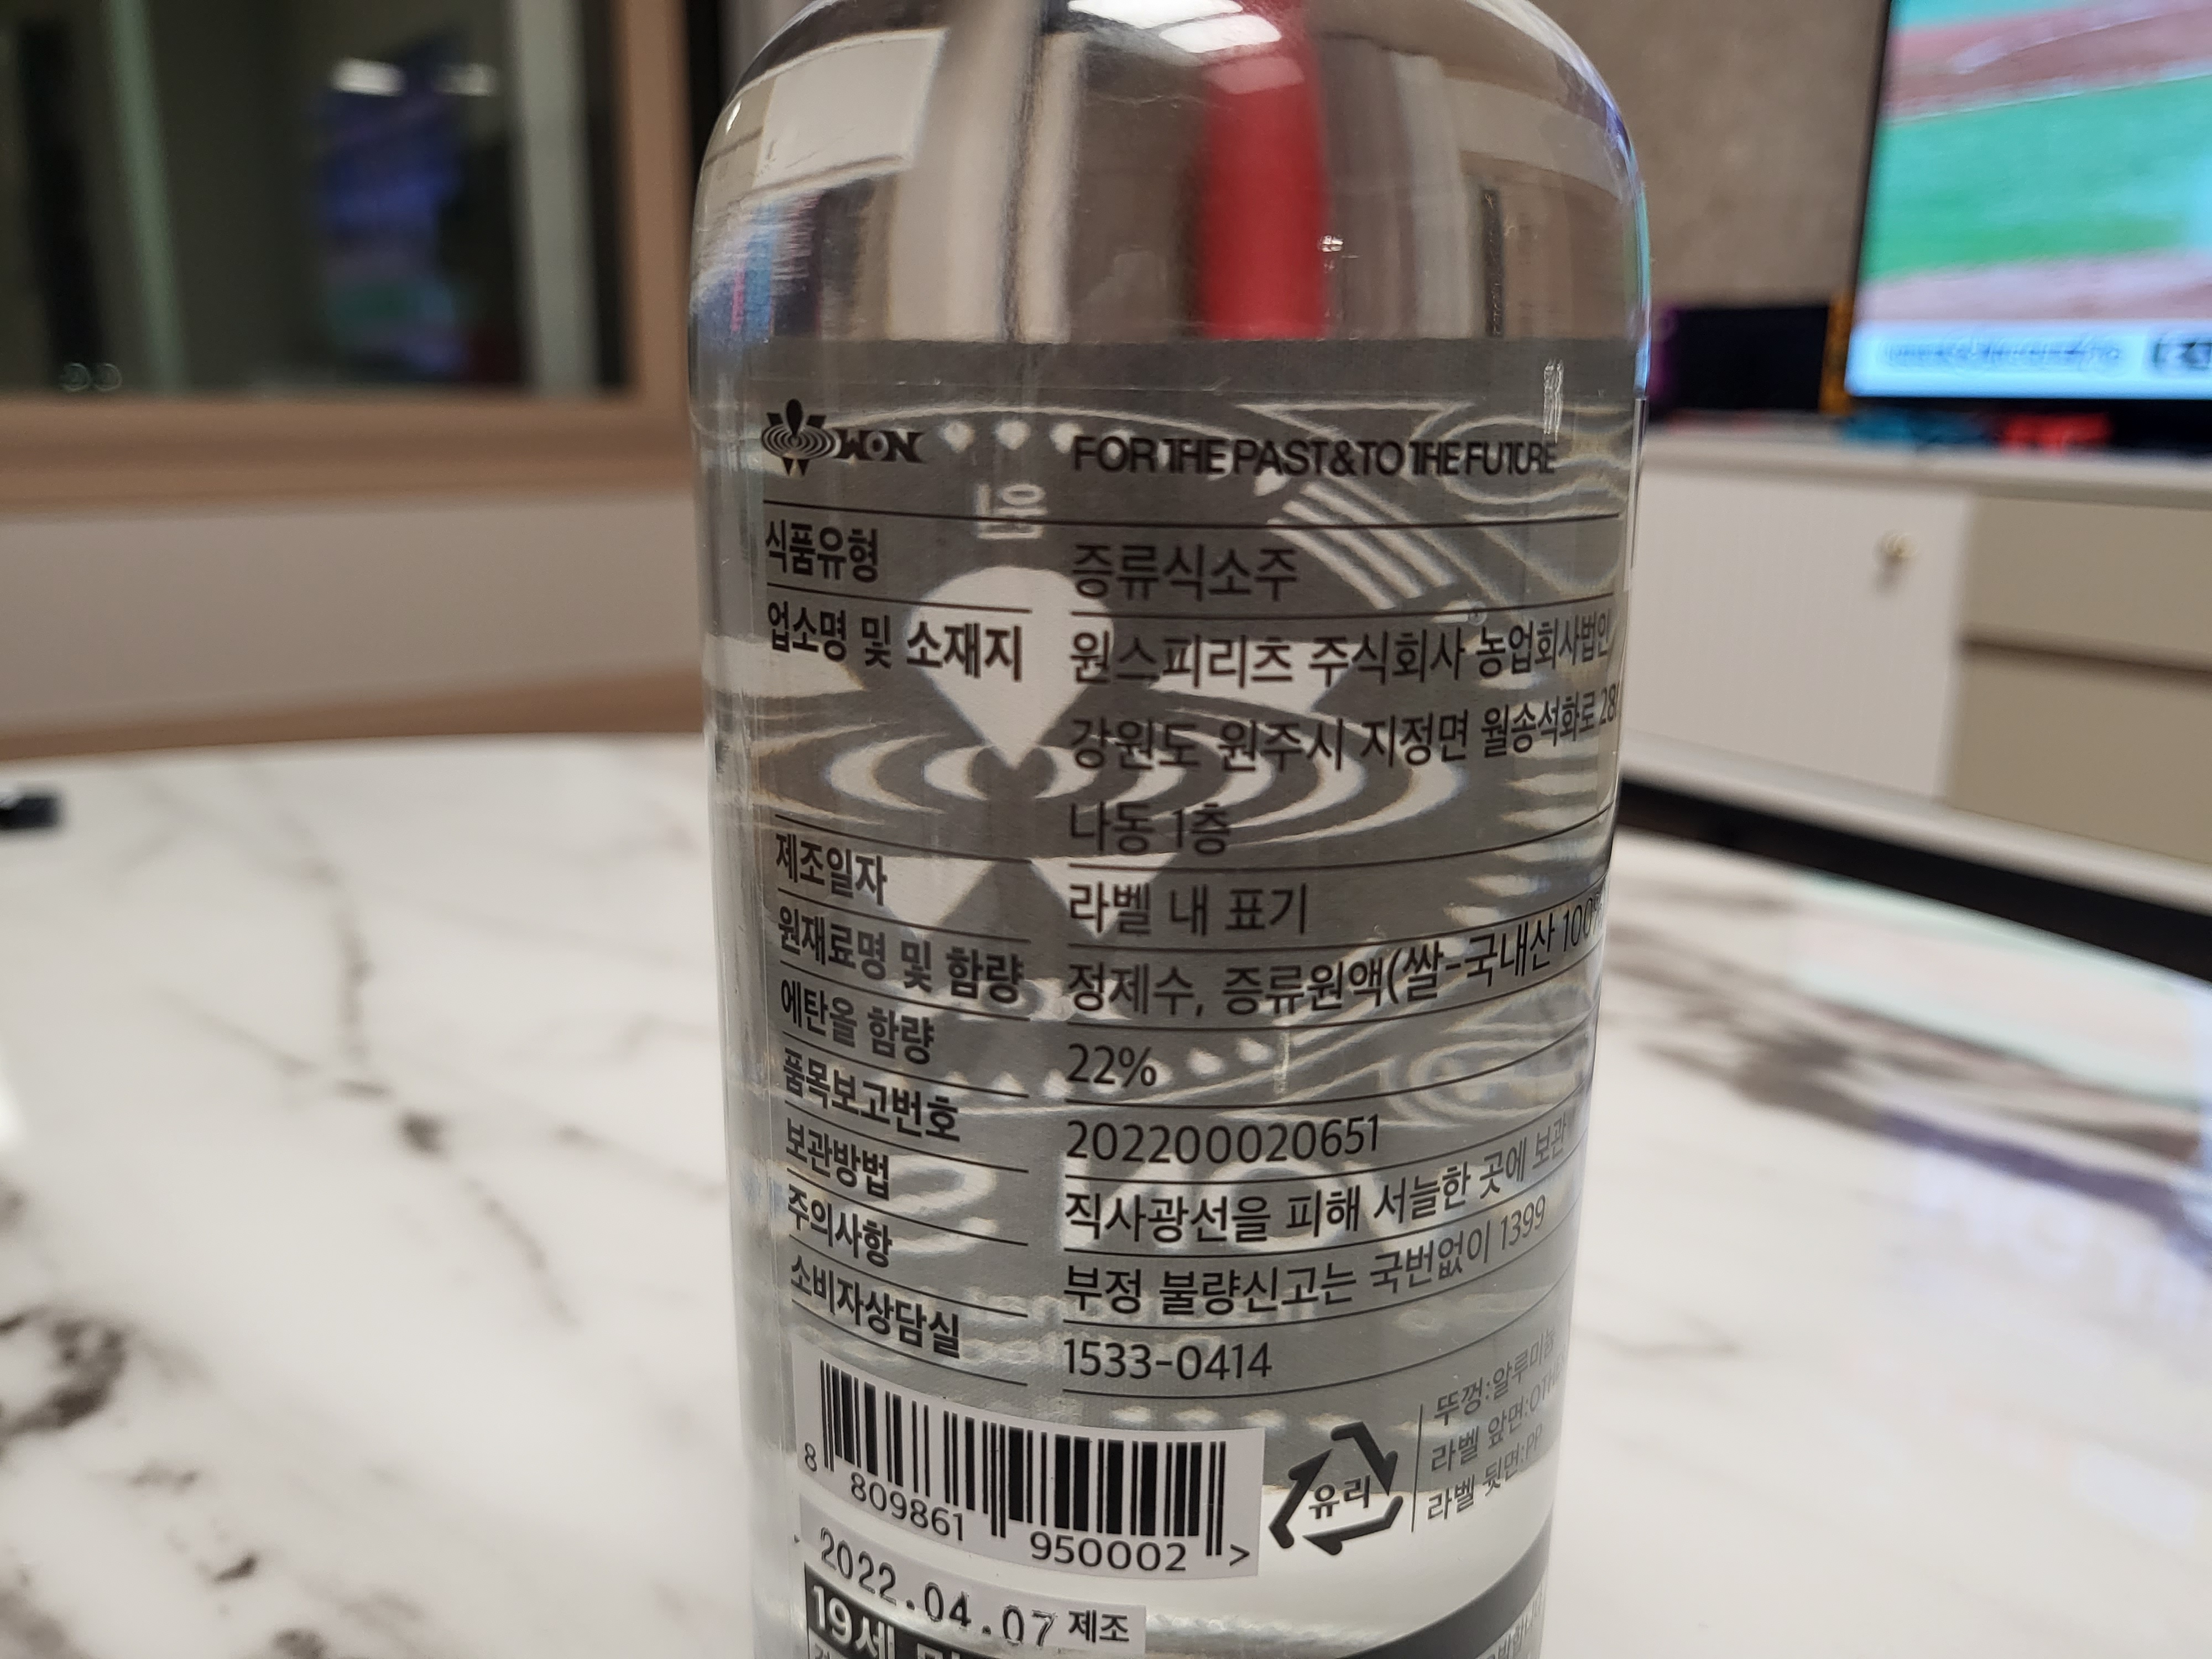 WON FOR THE PAST & TO THE FUTURE
원
식품유형 증류식소주
업소명 및 소재지 원스피리츠 주식회사 농업회사법인
강원도 원주시 지정면 월송석화로
나동 1층
제조일자 라벨 내 표기
원재료명 및 함량 정제수, 증류원액(쌀-국내산 100%
에탄올 함량 22%
품목보고번호 202200020651
보관방법 직사광선을 피해 서늘한 곳에 보관
주의사항 부정 불량신고는 국번없이 1399
소비자상담실 1533-0414
뚜껑:알루미늄
라벨 앞면:
라벨 뒷면:PP
유리
8 809861 950002 >
2022.04.07 제조
19세